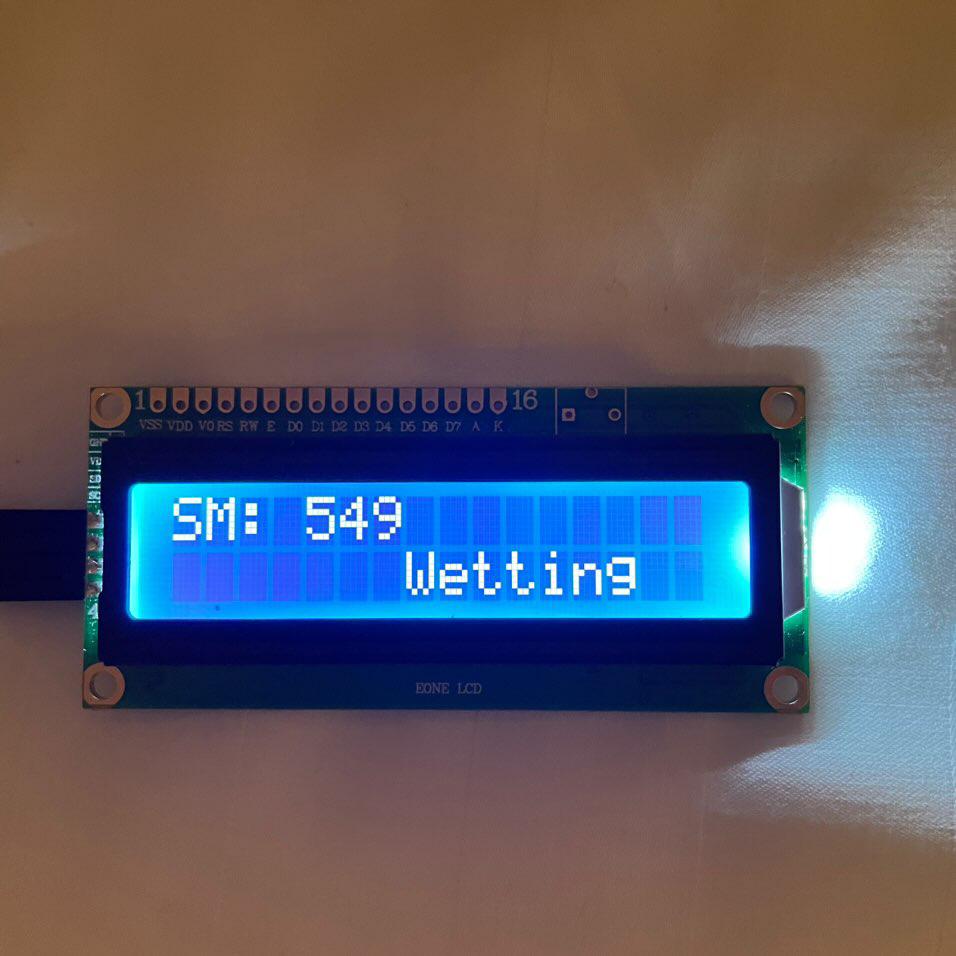 1 16
VSS VDD V0 RS RW E D0 D1 D2 D3 D4 D5 D6 D7 A K
SM: 549
Wetting
EONE LCD